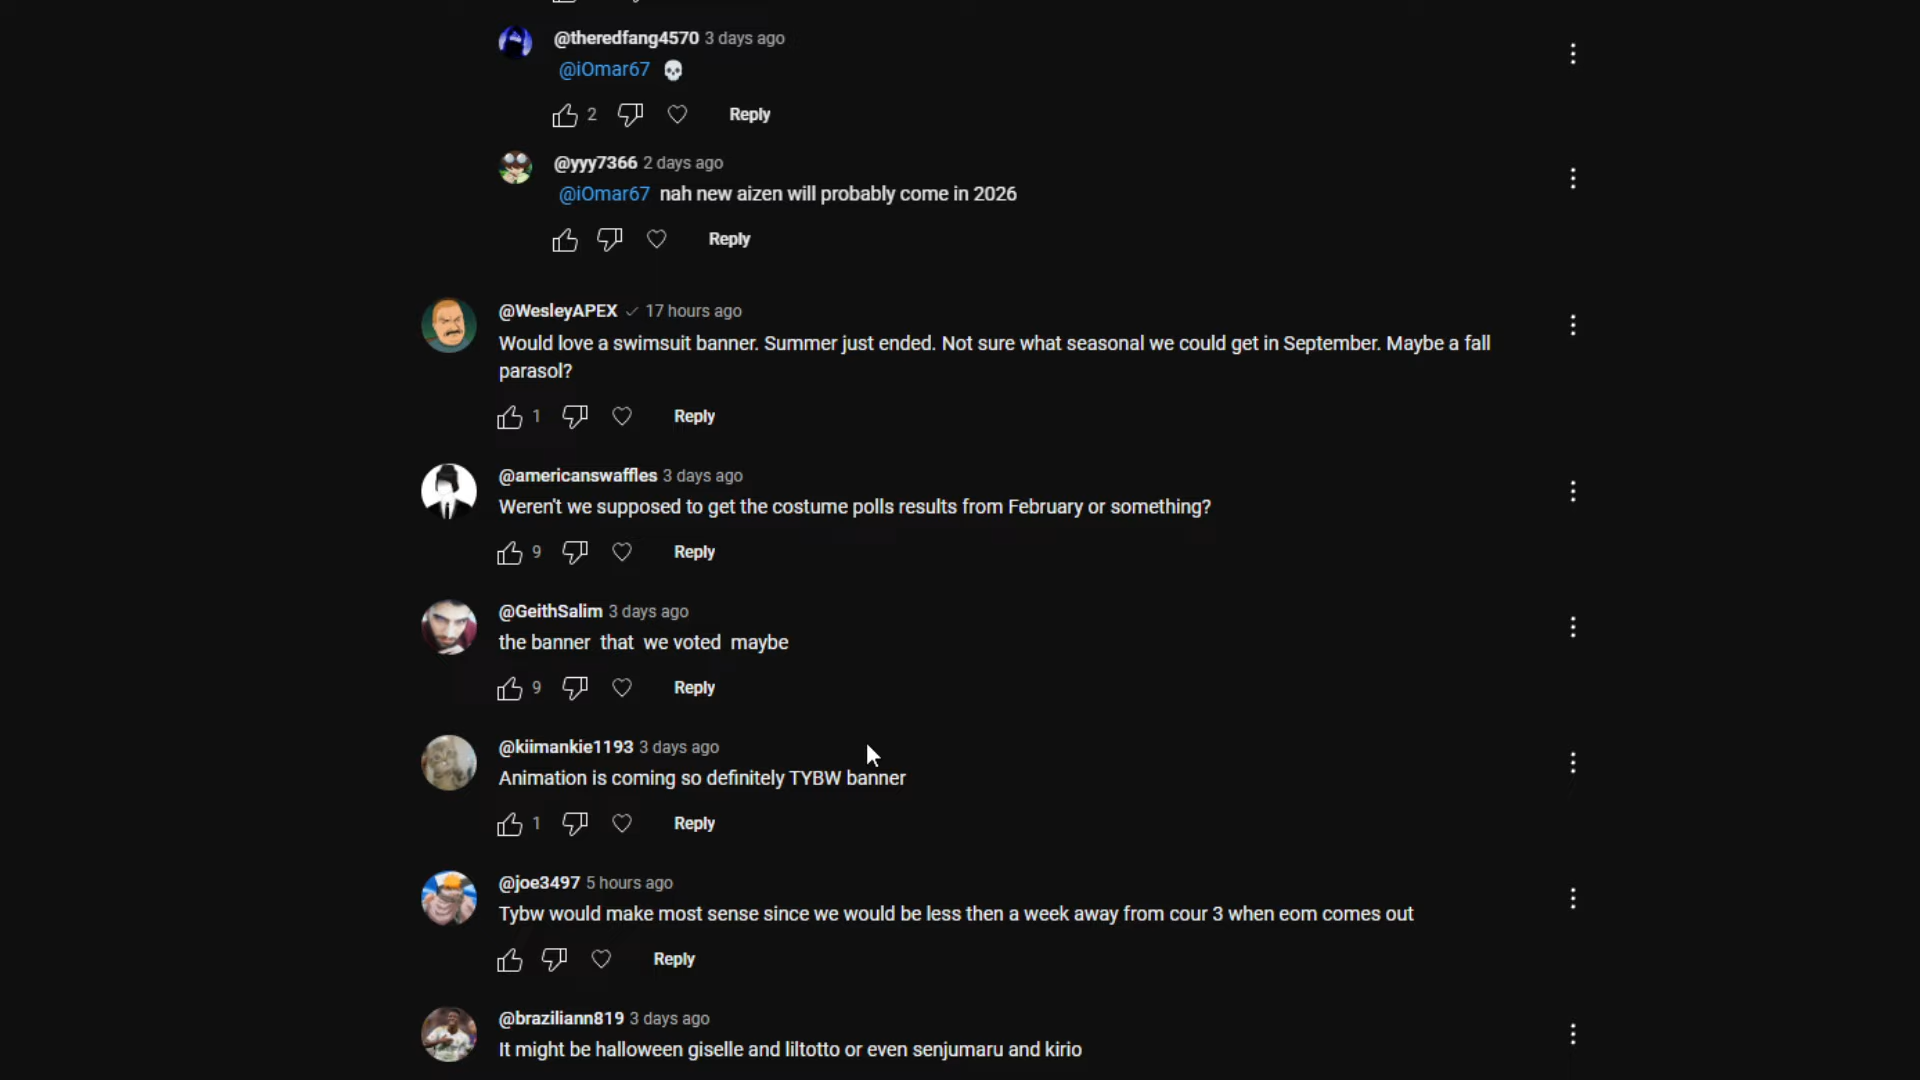 @theredfang4570 3 days ago
@iOmar67 💀
2 Reply
@yyy7366 2 days ago
@iOmar67 nah new aizen will probably come in 2026
Reply
@WesleyAPEX ✓ 17 hours ago
Would love a swimsuit banner. Summer just ended. Not sure what seasonal we could get in September. Maybe a fall
parasol?
1 Reply
@americanswaffles 3 days ago
Weren't we supposed to get the costume polls results from February or something?
9 Reply
@GeithSalim 3 days ago
the banner that we voted maybe
9 Reply
@kiimankie1193 3 days ago
Animation is coming so definitely TYBW banner
1 Reply
@joe3497 5 hours ago
Tybw would make most sense since we would be less then a week away from cour 3 when eom comes out
Reply
@braziliann819 3 days ago
It might be halloween giselle and liltotto or even senjumaru and kirio